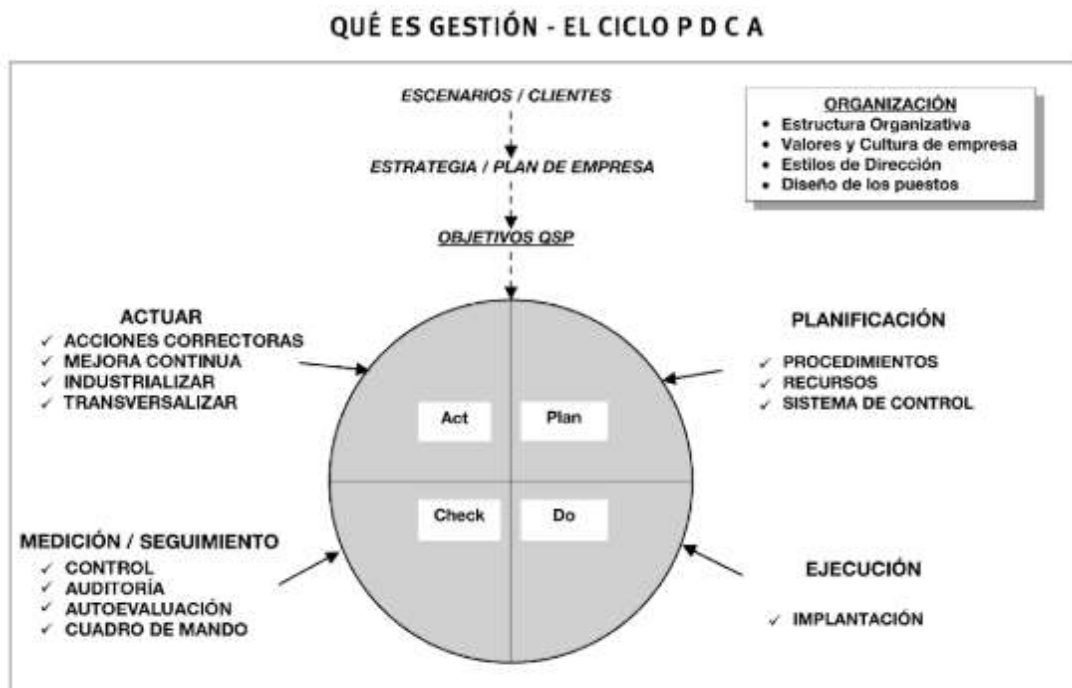 QUÉ ES GESTIÓN - EL CICLO P D C A
ESCENARIOS / CLIENTES
ESTRATEGIA / PLAN DE EMPRESA
OBJETIVOS QSP
ORGANIZACIÓN
• Estructura Organizativa
• Valores y Cultura de empresa
• Estilos de Dirección
• Diseño de los puestos
ACTUAR
✓ ACCIONES CORRECTORAS
✓ MEJORA CONTINUA
✓ INDUSTRIALIZAR
✓ TRANSVERSALIZAR
PLANIFICACIÓN
✓ PROCEDIMIENTOS
✓ RECURSOS
✓ SISTEMA DE CONTROL
Act
Plan
Check
Do
MEDICIÓN / SEGUIMIENTO
✓ CONTROL
✓ AUDITORÍA
✓ AUTOEVALUACIÓN
✓ CUADRO DE MANDO
EJECUCIÓN
✓ IMPLANTACIÓN